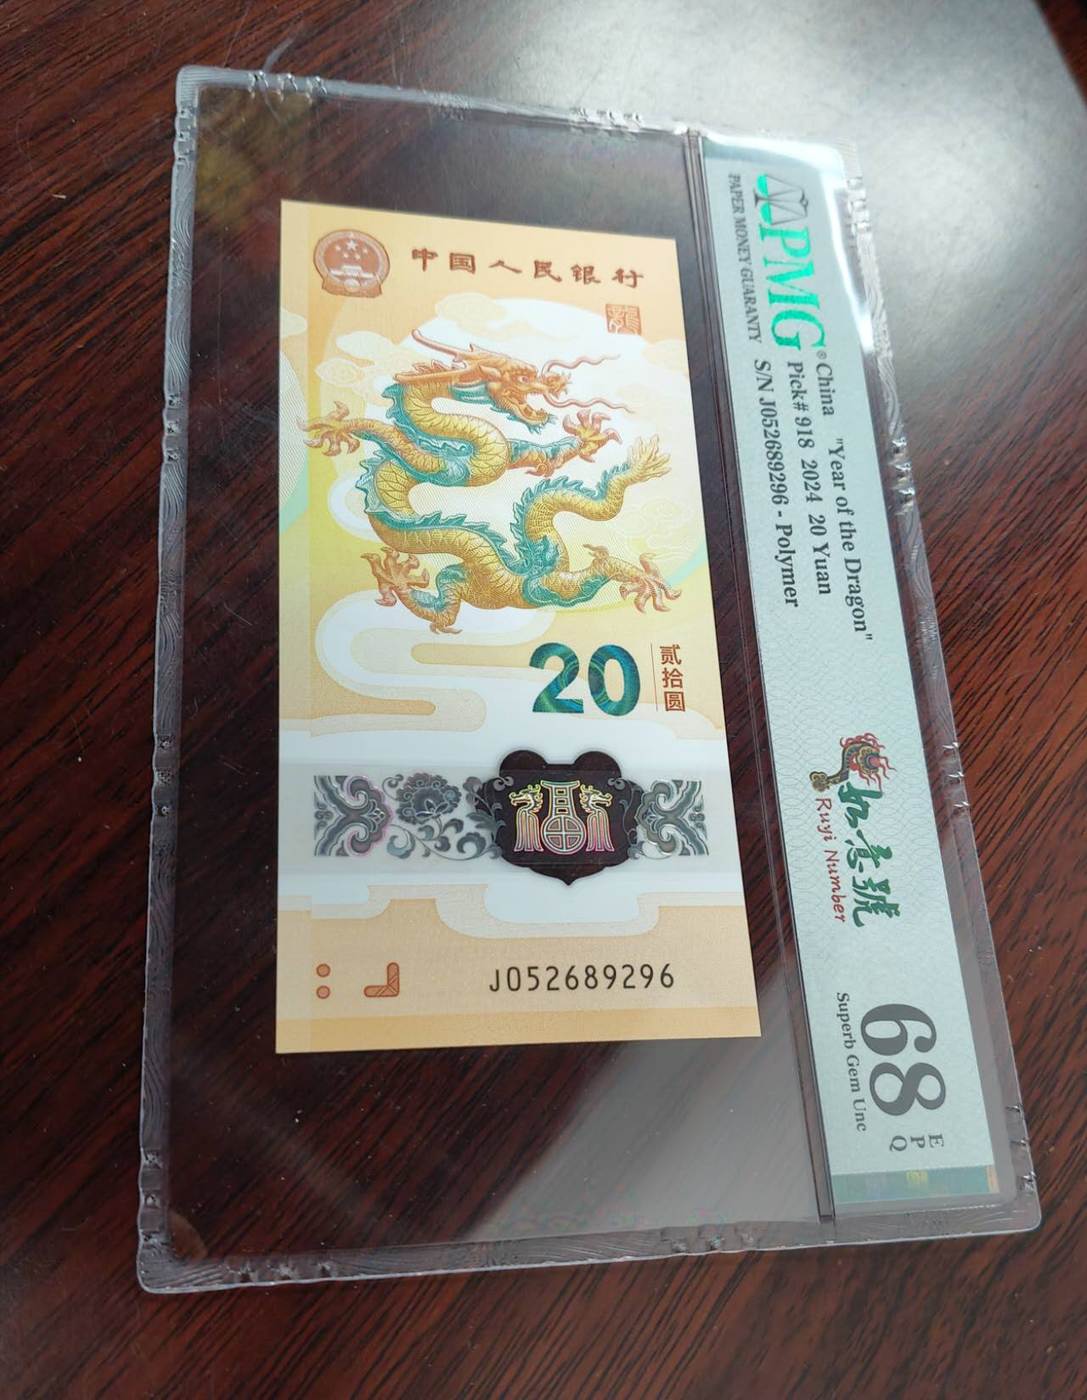 中国人民银行
龍
20
贰拾圆
J052689296
PMG®
PAPER MONEY GUARANTY
China "Year of the Dragon"
Pick# 918 2024 20 Yuan
S/N J052689296 - Polymer
如意號
Ruyi Number
68
EPQ
Superb Gem Unc